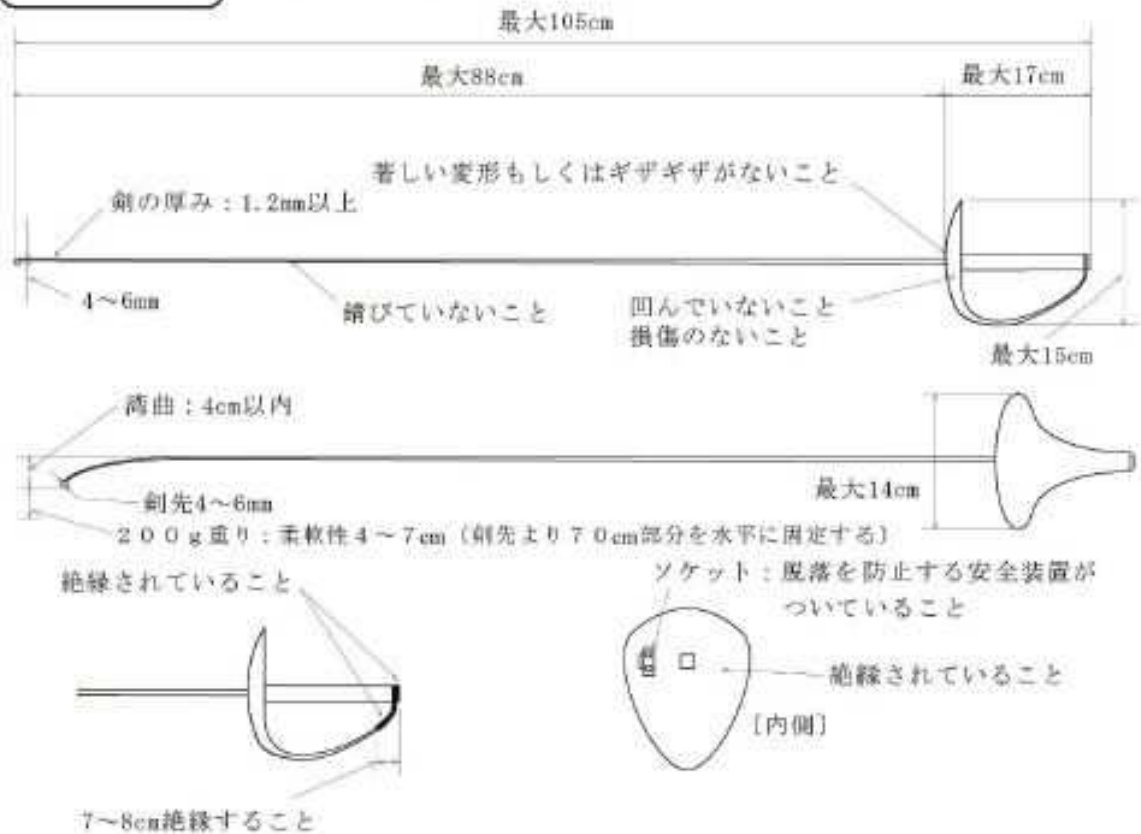 最大105cm
最大88cm
最大17cm
著しい変形もしくはギザギザがないこと
剣の厚み：1.2mm以上
4～6mm
錆びていないこと
凹んでいないこと
損傷のないこと
最大15cm
湾曲：4cm以内
剣先4～6mm
最大14cm
２００ｇ重り：柔軟性４～７cm（剣先より７０cm部分を水平に固定する）
絶縁されていること
ソケット：脱落を防止する安全装置が
ついていること
絶縁されていること
［内側］
7～8cm絶縁すること